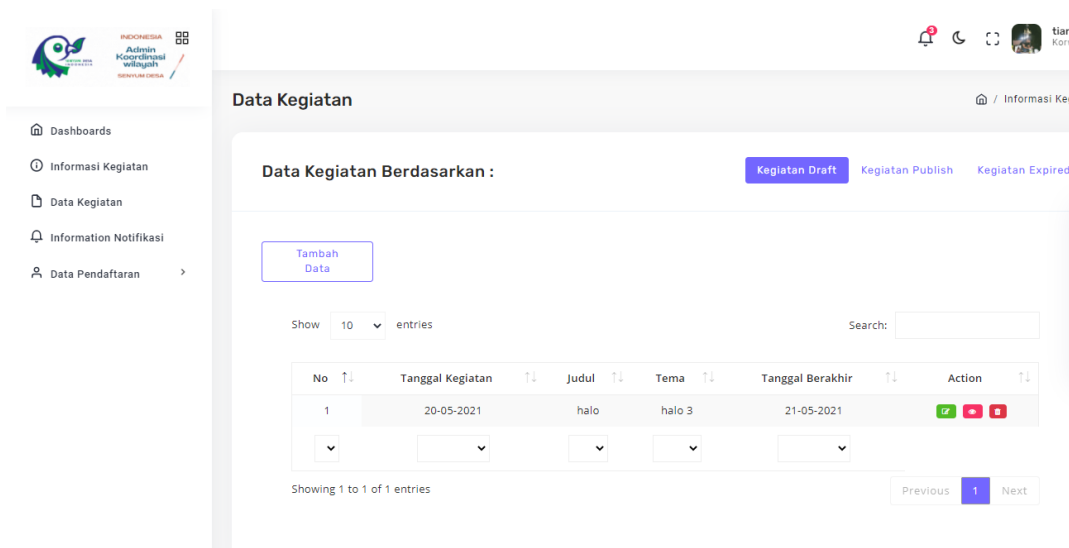 INDONESIA
Admin
Koordinasi
wilayah
SENYUM DESA
3
tian
Data Kegiatan
/ Informasi Ke
Dashboards
Informasi Kegiatan
Data Kegiatan
Information Notifikasi
Data Pendaftaran
Data Kegiatan Berdasarkan :
Kegiatan Draft Kegiatan Publish Kegiatan Expired
Tambah
Data
Show 10 entries
Search:
No Tanggal Kegiatan Judul Tema Tanggal Berakhir Action
1 20-05-2021 halo halo 3 21-05-2021
Showing 1 to 1 of 1 entries
Previous 1 Next